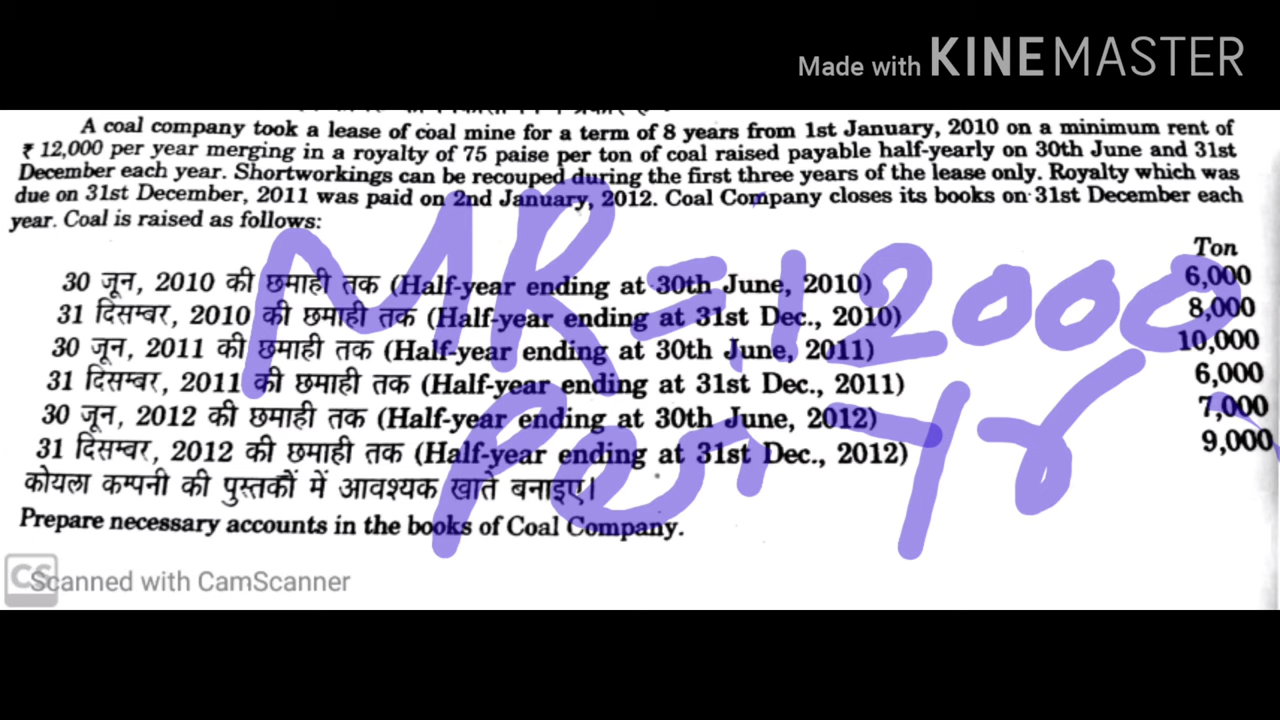 Made with KINEMASTER
A coal company took a lease of coal mine for a term of 8 years from 1st January, 2010 on a minimum rent of
₹ 12,000 per year merging in a royalty of 75 paise per ton of coal raised payable half-yearly on 30th June and 31st
December each year. Shortworkings can be recouped during the first three years of the lease only. Royalty which was
due on 31st December, 2011 was paid on 2nd January, 2012. Coal Company closes its books on 31st December each
year. Coal is raised as follows:
Ton
30 जून, 2010 की छमाही तक (Half-year ending at 30th June, 2010) 6,000
31 दिसम्बर, 2010 की छमाही तक (Half-year ending at 31st Dec., 2010) 8,000
30 जून, 2011 की छमाही तक (Half-year ending at 30th June, 2011) 10,000
31 दिसम्बर, 2011 की छमाही तक (Half-year ending at 31st Dec., 2011) 6,000
30 जून, 2012 की छमाही तक (Half-year ending at 30th June, 2012) 7,000
31 दिसम्बर, 2012 की छमाही तक (Half-year ending at 31st Dec., 2012) 9,000
कोयला कम्पनी की पुस्तकों में आवश्यक खाते बनाइए।
Prepare necessary accounts in the books of Coal Company.
MR = 12000
Per Yr
CS Scanned with CamScanner